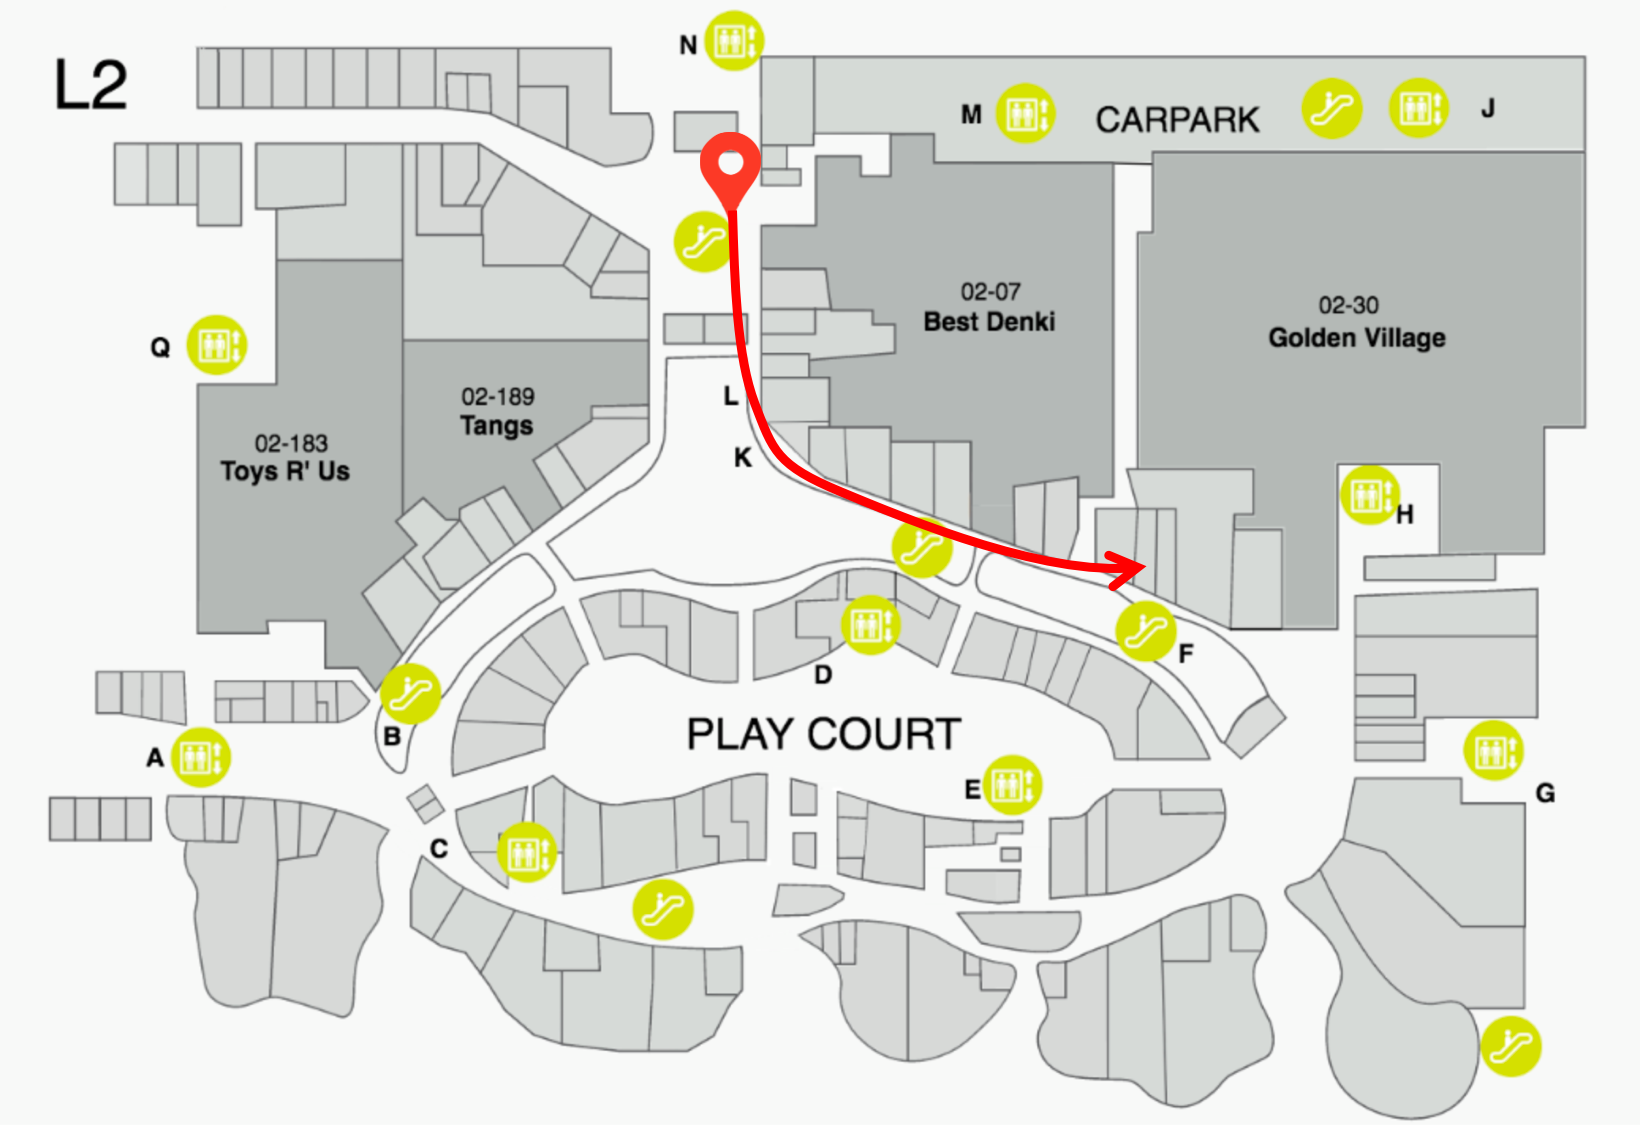 L2
N
M
CARPARK
J
02-07
Best Denki
02-30
Golden Village
Q
02-189
Tangs
L
02-183
Toys R' Us
K
H
F
D
B
PLAY COURT
A
E
G
C